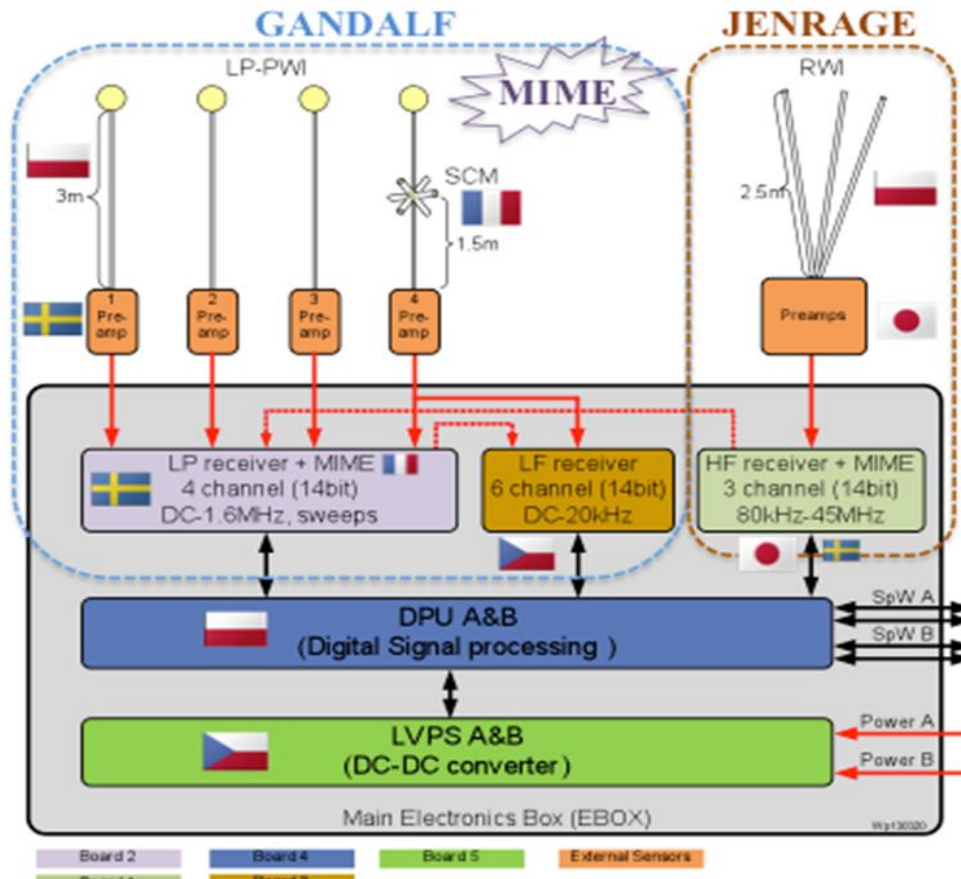 GANDALF
JENRAGE
LP-PWI
RWI
MIME
SCM
3m
1.5m
2.5m
1
Pre-
amp
2
Pre-
amp
3
Pre-
amp
4
Pre-
amp
Preamps
LP receiver + MIME
4 channel (14bit)
DC-1.6MHz, sweeps
LF receiver
6 channel (14bit)
DC-20kHz
HF receiver + MIME
3 channel (14bit)
80kHz-45MHz
SpW A
SpW B
DPU A&B
(Digital Signal processing )
LVPS A&B
(DC-DC converter)
Power A
Power B
Main Electronics Box (EBOX)
Board 2
Board 4
Board 5
External Sensors